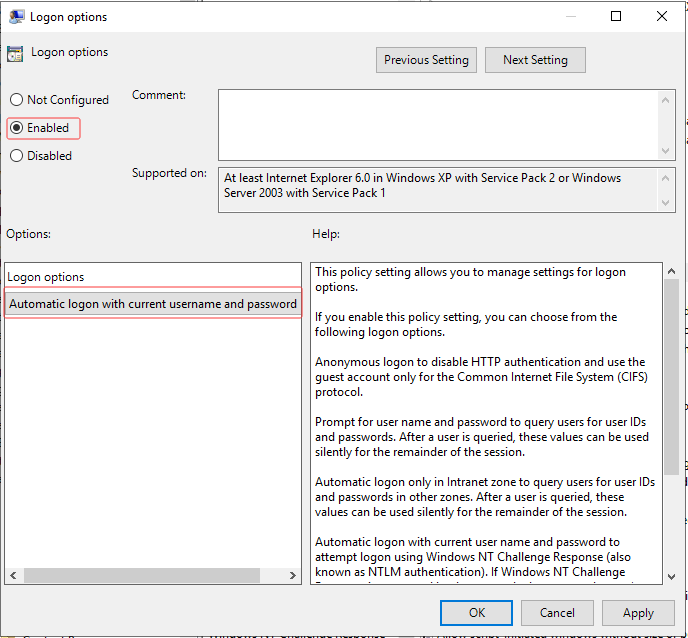 Logon options
Logon options
Previous Setting
Next Setting
Not Configured
Comment:
Enabled
Disabled
Supported on:
At least Internet Explorer 6.0 in Windows XP with Service Pack 2 or Windows
Server 2003 with Service Pack 1
Options:
Help:
Logon options
Automatic logon with current username and password
This policy setting allows you to manage settings for logon
options.
If you enable this policy setting, you can choose from the
following logon options.
Anonymous logon to disable HTTP authentication and use the
guest account only for the Common Internet File System (CIFS)
protocol.
Prompt for user name and password to query users for user IDs
and passwords. After a user is queried, these values can be used
silently for the remainder of the session.
Automatic logon only in Intranet zone to query users for user IDs
and passwords in other zones. After a user is queried, these
values can be used silently for the remainder of the session.
Automatic logon with current user name and password to
attempt logon using Windows NT Challenge Response (also
known as NTLM authentication). If Windows NT Challenge
OK
Cancel
Apply